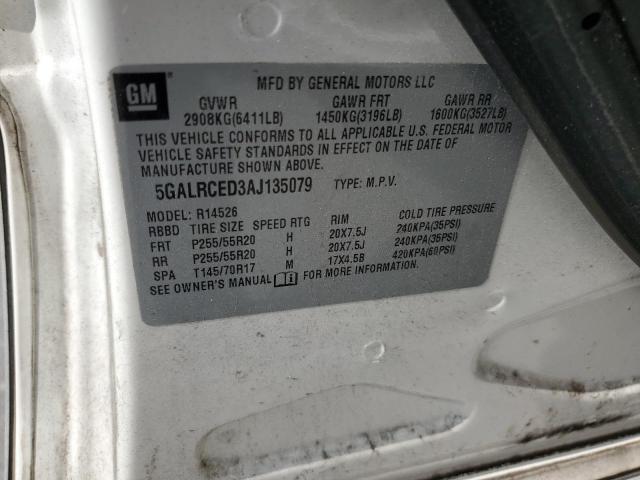 GM
MFD BY GENERAL MOTORS LLC
GVWR GAWR FRT GAWR RR
2908KG(6411LB) 1450KG(3196LB) 1600KG(3527LB)
THIS VEHICLE CONFORMS TO ALL APPLICABLE U.S. FEDERAL MOTOR
VEHICLE SAFETY STANDARDS IN EFFECT ON THE DATE OF
MANUFACTURE SHOWN ABOVE.
5GALRCED3AJ135079 TYPE: M.P.V.
MODEL: R14526
RBBD TIRE SIZE SPEED RTG RIM COLD TIRE PRESSURE
FRT P255/55R20 H 20X7.5J 240KPA(35PSI)
RR P255/55R20 H 20X7.5J 240KPA(35PSI)
SPA T145/70R17 M 17X4.5B 420KPA(60PSI)
SEE OWNER'S MANUAL FOR MORE INFORMATION.